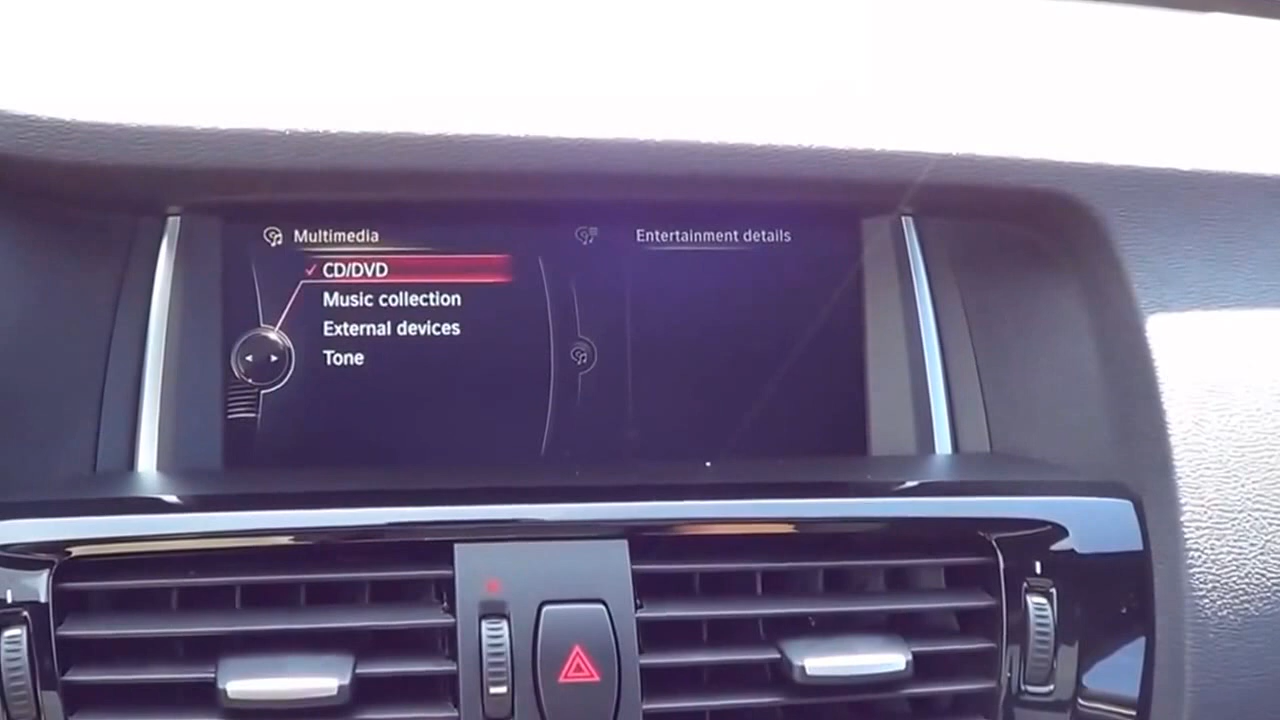 Multimedia
CD/DVD
Music collection
External devices
Tone
Entertainment details